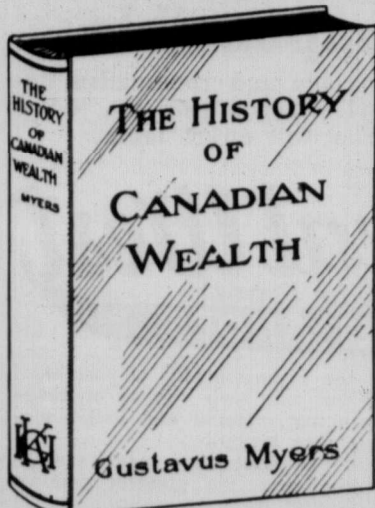 THE
HISTORY
OF
CANADIAN
WEALTH
MYERS
THE HISTORY
OF
CANADIAN
WEALTH
Gustavus Myers